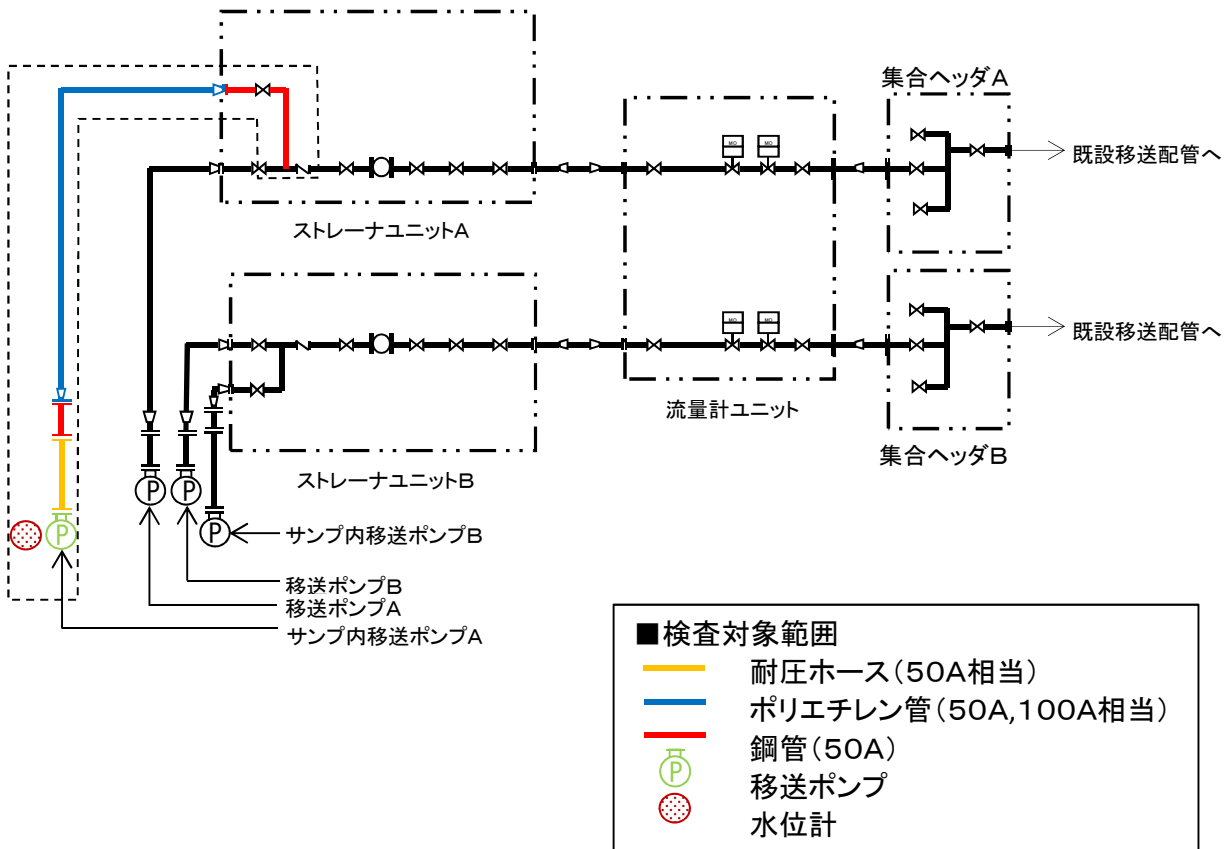 集合ヘッダA
既設移送配管へ
MO
MO
ストレーナユニットA
既設移送配管へ
MO
MO
流量計ユニット
集合ヘッダB
ストレーナユニットB
P
P
P
P
サンプ内移送ポンプB
移送ポンプB
移送ポンプA
サンプ内移送ポンプA
■検査対象範囲
耐圧ホース(50A相当)
ポリエチレン管(50A,100A相当)
鋼管(50A)
P
移送ポンプ
水位計